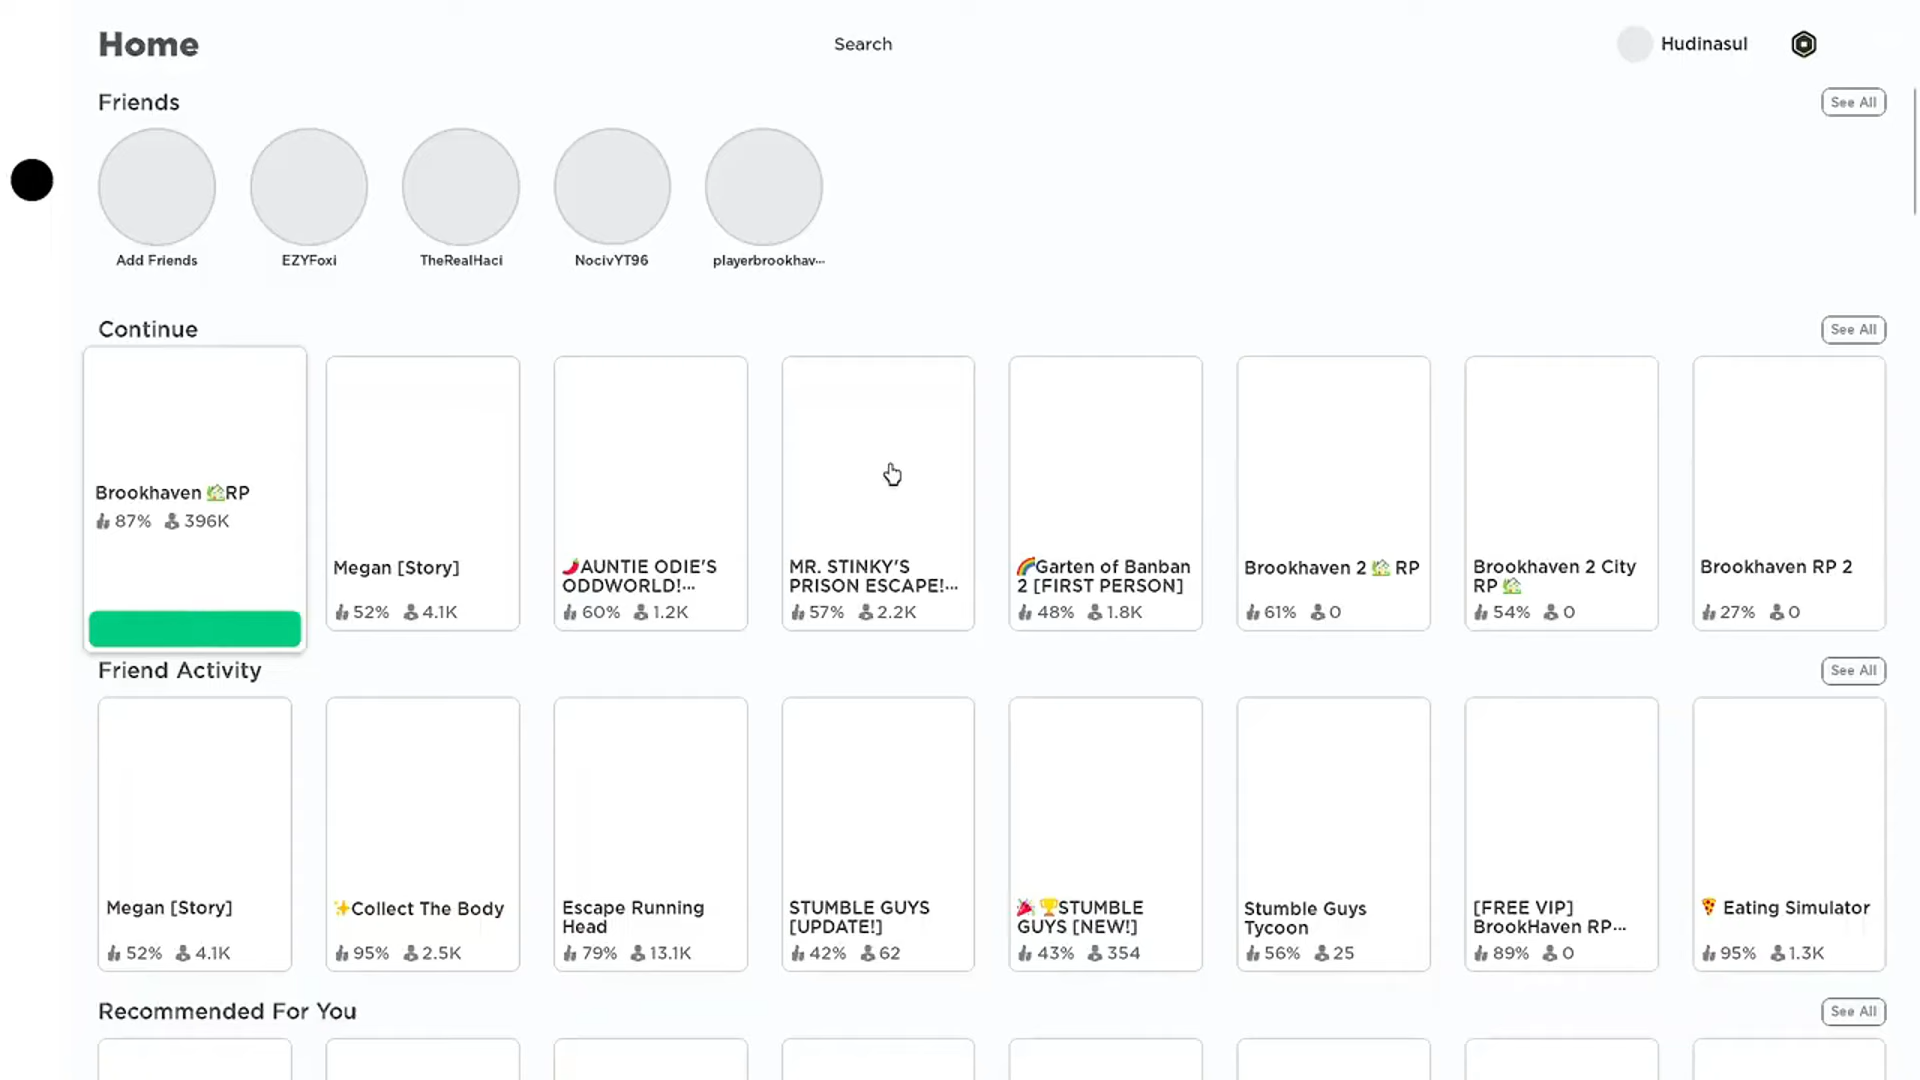 Home
Search
Hudinasul
Friends
See All
Add Friends
EZYFoxi
TheRealHaci
NocivYT96
playerbrookhav...
Continue
See All
Brookhaven 🏡RP
87% 396K
Megan [Story]
52% 4.1K
🌶️AUNTIE ODIE'S
ODDWORLD!...
60% 1.2K
MR. STINKY'S
PRISON ESCAPE!...
57% 2.2K
🌈Garten of Banban
2 [FIRST PERSON]
48% 1.8K
Brookhaven 2 🏡 RP
61% 0
Brookhaven 2 City
RP 🏡
54% 0
Brookhaven RP 2
27% 0
Friend Activity
See All
Megan [Story]
52% 4.1K
✨Collect The Body
95% 2.5K
Escape Running
Head
79% 13.1K
STUMBLE GUYS
[UPDATE!]
42% 62
🎉🏆STUMBLE
GUYS [NEW!]
43% 354
Stumble Guys
Tycoon
56% 25
[FREE VIP]
BrookHaven RP...
89% 0
🍕 Eating Simulator
95% 1.3K
Recommended For You
See All